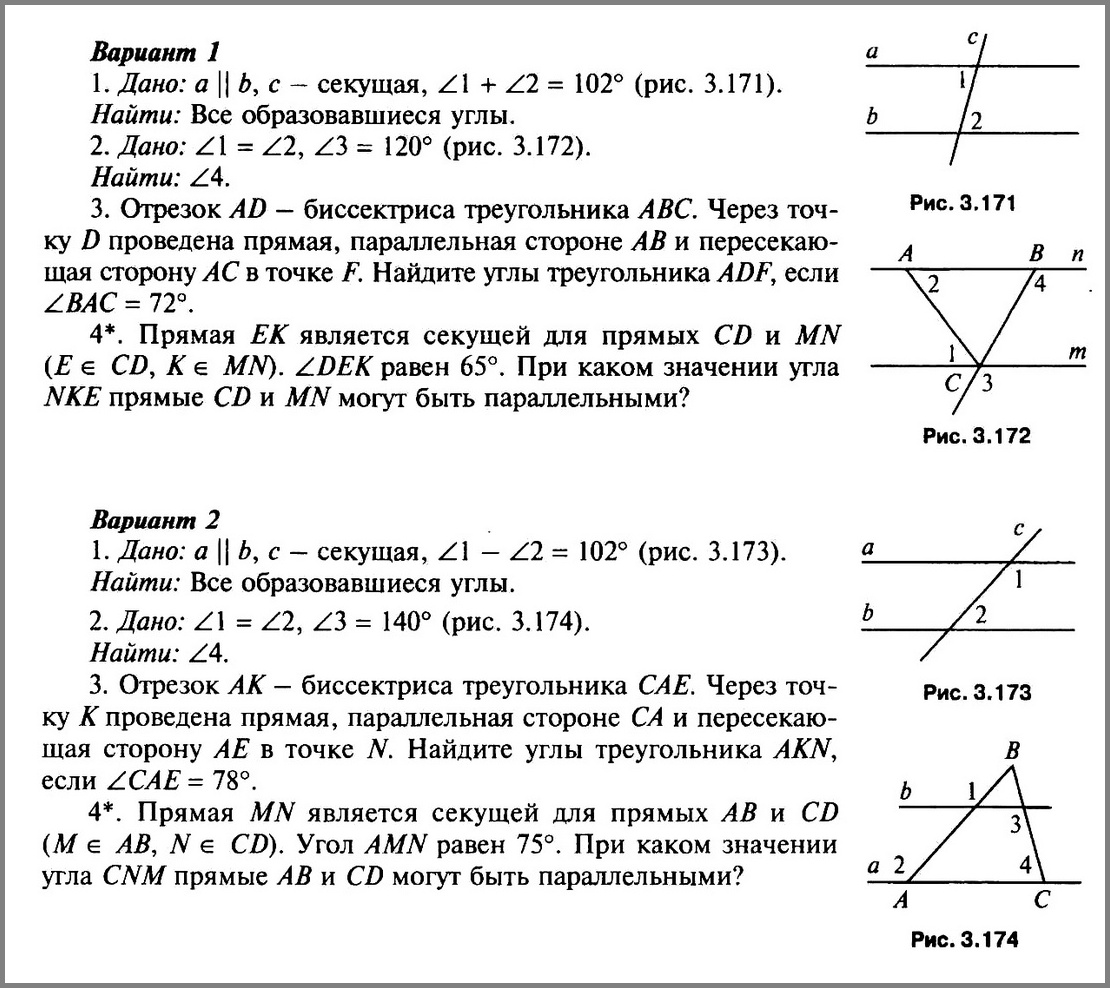 Вариант 1
1. Дано: a || b, c – секущая, ∠1 + ∠2 = 102° (рис. 3.171).
Найти: Все образовавшиеся углы.
2. Дано: ∠1 = ∠2, ∠3 = 120° (рис. 3.172).
Найти: ∠4.
3. Отрезок AD – биссектриса треугольника ABC. Через точ-
ку D проведена прямая, параллельная стороне AB и пересекаю-
щая сторону AC в точке F. Найдите углы треугольника ADF, если
∠BAC = 72°.
4*. Прямая EK является секущей для прямых CD и MN
(E ∈ CD, K ∈ MN). ∠DEK равен 65°. При каком значении угла
NKE прямые CD и MN могут быть параллельными?
c
a
1
b
2
Рис. 3.171
A B n
2 4
1 m
C 3
Рис. 3.172
Вариант 2
1. Дано: a || b, c – секущая, ∠1 – ∠2 = 102° (рис. 3.173).
Найти: Все образовавшиеся углы.
2. Дано: ∠1 = ∠2, ∠3 = 140° (рис. 3.174).
Найти: ∠4.
3. Отрезок AK – биссектриса треугольника CAE. Через точ-
ку K проведена прямая, параллельная стороне CA и пересекаю-
щая сторону AE в точке N. Найдите углы треугольника AKN,
если ∠CAE = 78°.
4*. Прямая MN является секущей для прямых AB и CD
(M ∈ AB, N ∈ CD). Угол AMN равен 75°. При каком значении
угла CNM прямые AB и CD могут быть параллельными?
c
a
1
b 2
Рис. 3.173
B
b 1
3
a 2 4
A C
Рис. 3.174